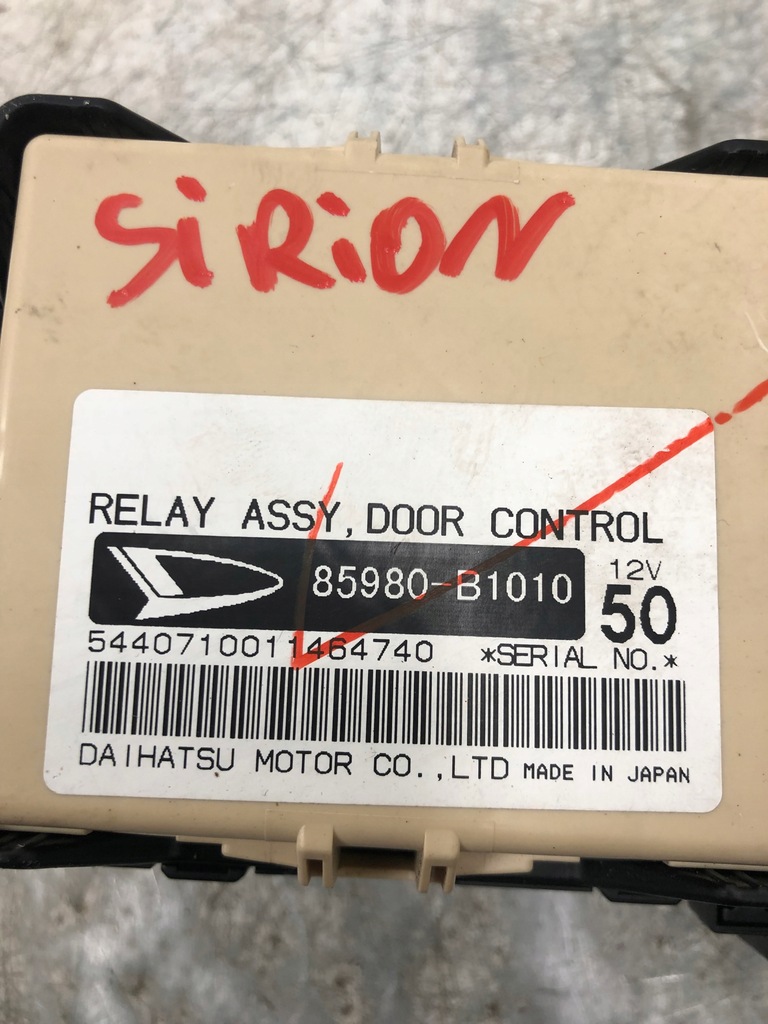 SiRiON
RELAY ASSY, DOOR CONTROL
85980-B1010
12V
50
5440710011464740 *SERIAL NO.*
DAIHATSU MOTOR CO.,LTD MADE IN JAPAN